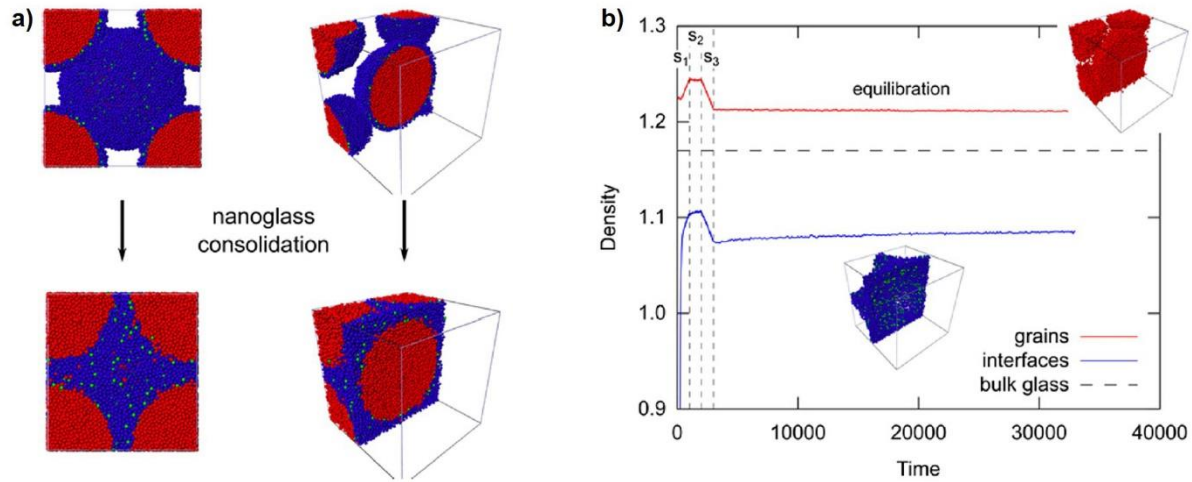 a)
nanoglass
consolidation
b)
1.3
1.2
1.1
1.0
0.9
Density
s1
s2
s3
equilibration
grains
interfaces
bulk glass
0
10000
20000
30000
40000
Time